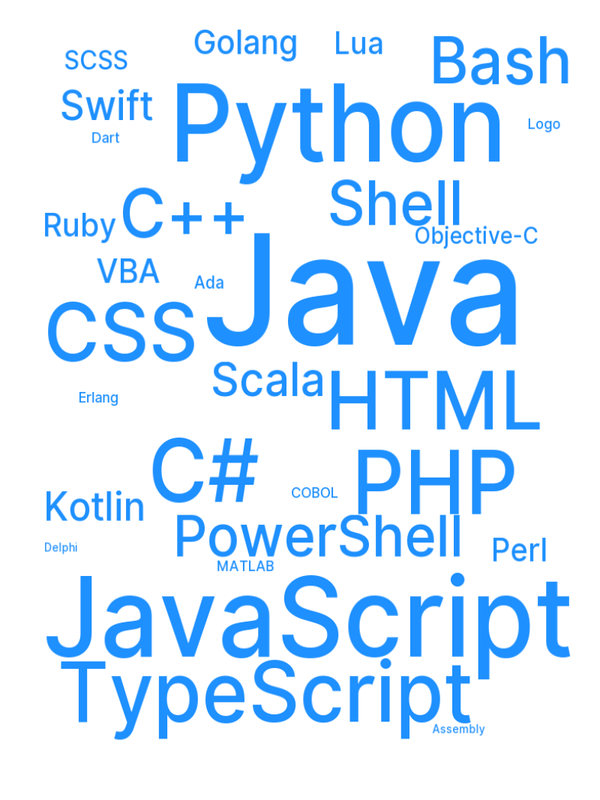 Golang
Lua
Bash
SCSS
Swift
Python
Dart
Logo
Shell
C++
Ruby
Objective-C
Java
VBA
Ada
CSS
Scala
HTML
Erlang
C#
PHP
COBOL
Kotlin
PowerShell
Perl
Delphi
MATLAB
JavaScript
TypeScript
Assembly